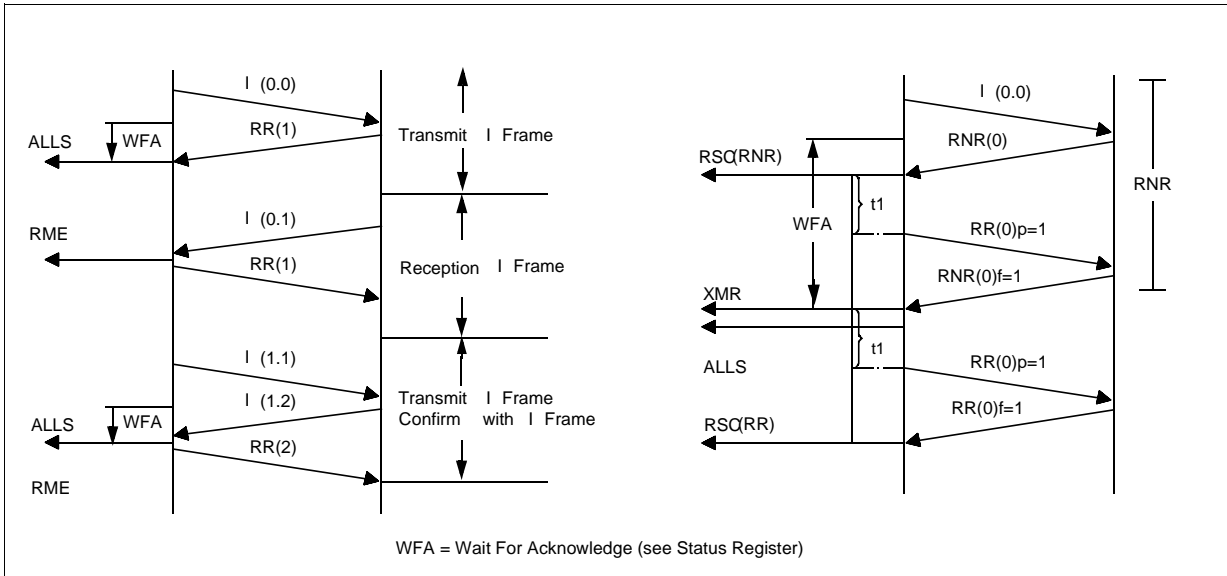 I (0.0)
RR(1)
WFA
ALLS
Transmit I Frame
I (0.1)
RME
RR(1)
Reception I Frame
I (1.1)
I (1.2)
WFA
ALLS
RR(2)
RME
Transmit I Frame
Confirm with I Frame
I (0.0)
RNR(0)
RSC(RNR)
RNR
t1
WFA
RR(0)p=1
RNR(0)f=1
XMR
t1
ALLS
RR(0)p=1
RR(0)f=1
RSC(RR)
WFA = Wait For Acknowledge (see Status Register)